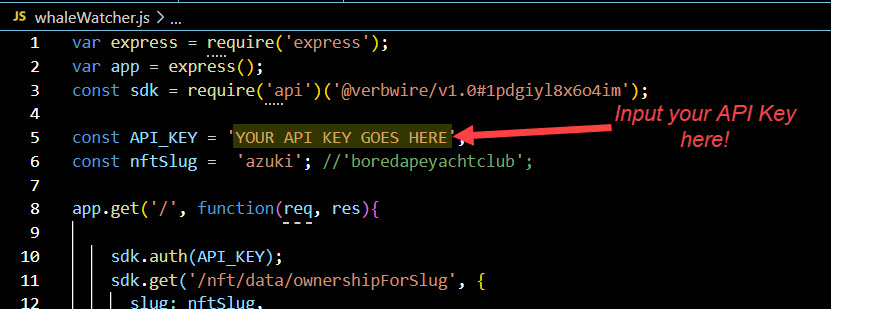 JS whaleWatcher.js > ...
1 var express = require('express');
2 var app = express();
3 const sdk = require('api')('@verbwire/v1.0#1pdgiyl8x6o4im');
4
5 const API_KEY = 'YOUR API KEY GOES HERE';
6 const nftSlug =  'azuki'; //'boredapeyachtclub';
7
8 app.get('/', function(req, res){
9
10 sdk.auth(API_KEY);
11 sdk.get('/nft/data/ownershipForSlug', {
12 slug: nftSlug,
Input your API Key
here!